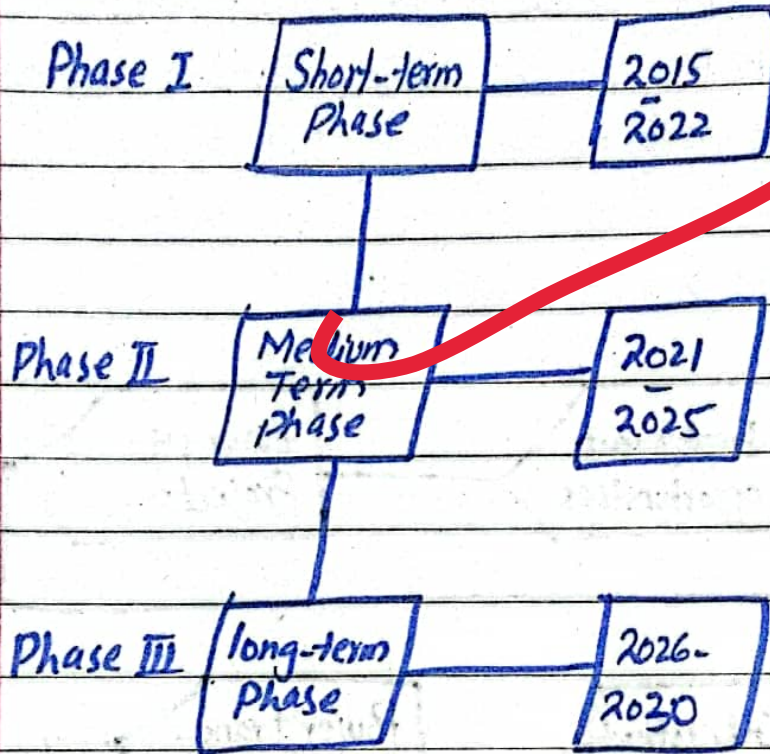 Phase I
Short-term
Phase
2015
-
2022
Phase II
Medium
Term
phase
2021
-
2025
Phase III
long-term
Phase
2026-
2030